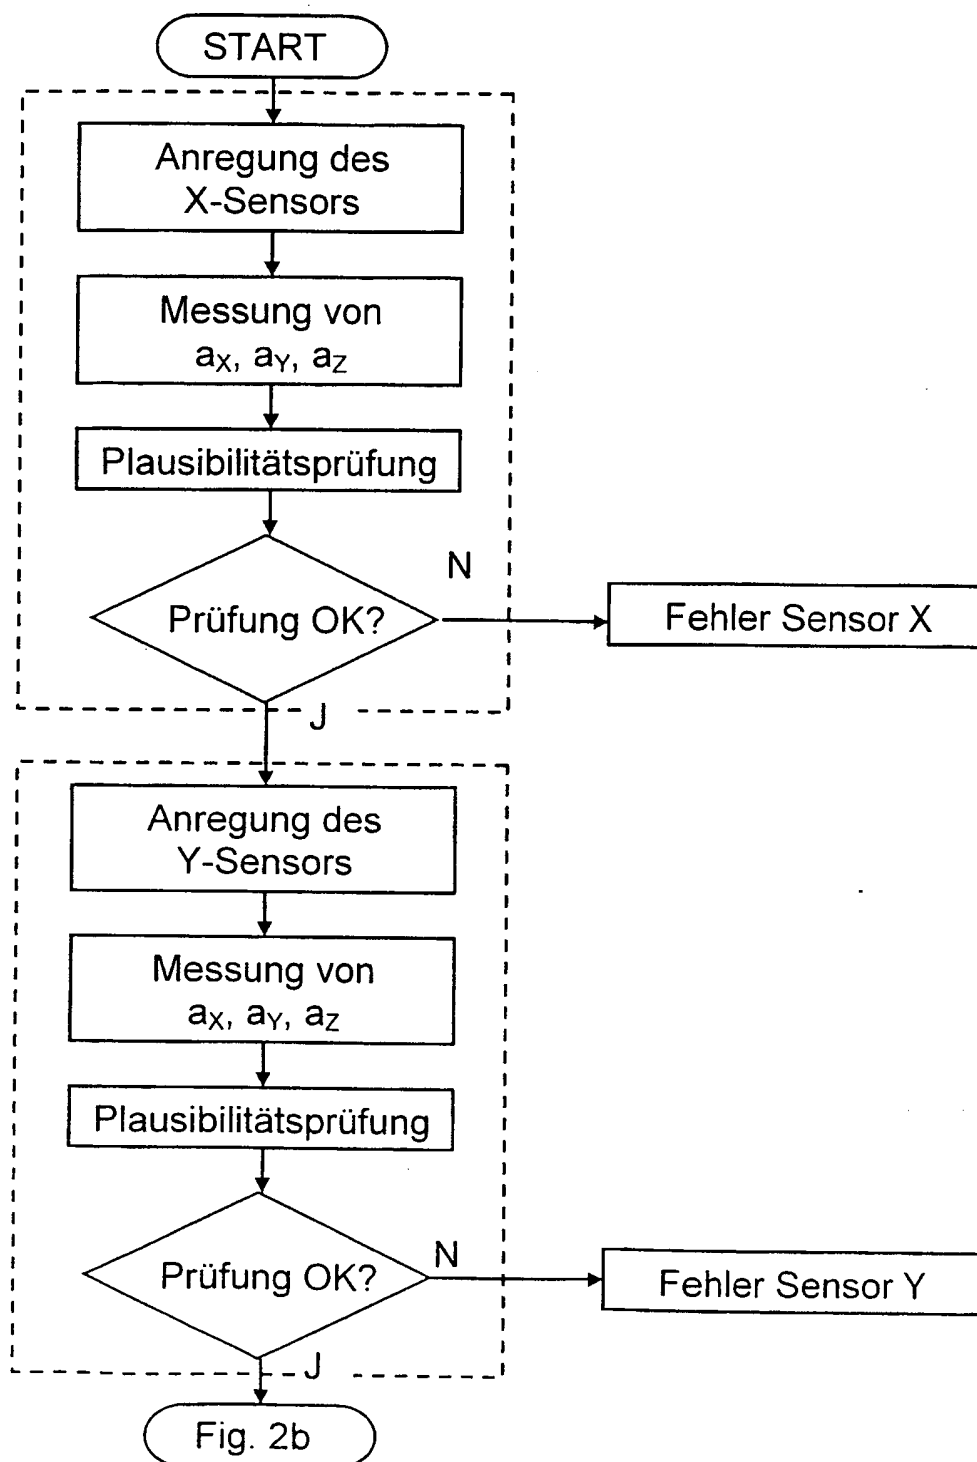 START
Anregung des
X-Sensors
Messung von
aX, aY, aZ
Plausibilitätsprüfung
N
Prüfung OK?
Fehler Sensor X
J
Anregung des
Y-Sensors
Messung von
aX, aY, aZ
Plausibilitätsprüfung
N
Prüfung OK?
Fehler Sensor Y
J
Fig. 2b